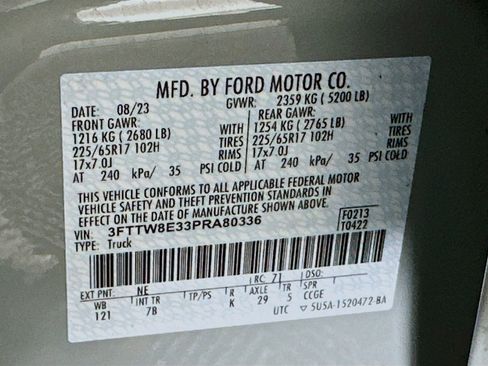 MFD. BY FORD MOTOR CO.
DATE: 08/23 GVWR: 2359 KG ( 5200 LB)
FRONT GAWR: REAR GAWR:
1216 KG ( 2680 LB) WITH 1254 KG ( 2765 LB) WITH
225/65R17 102H TIRES 225/65R17 102H TIRES
17x7.0J RIMS 17x7.0J RIMS
AT 240 kPa/ 35 PSI COLD AT 240 kPa/ 35 PSI COLD
THIS VEHICLE CONFORMS TO ALL APPLICABLE FEDERAL MOTOR
VEHICLE SAFETY AND THEFT PREVENTION STANDARDS IN
EFFECT ON THE DATE OF MANUFACTURE SHOWN ABOVE.
VIN: 3FTTW8E33PRA80336 F0213
TYPE: Truck T0422
EXT PNT: NE RC: 71 DSO:
WB INT TR TP/PS R AXLE TR SPR
121 7B K 29 5 CCGE
UTC ▽ 5U5A-1520472-BA